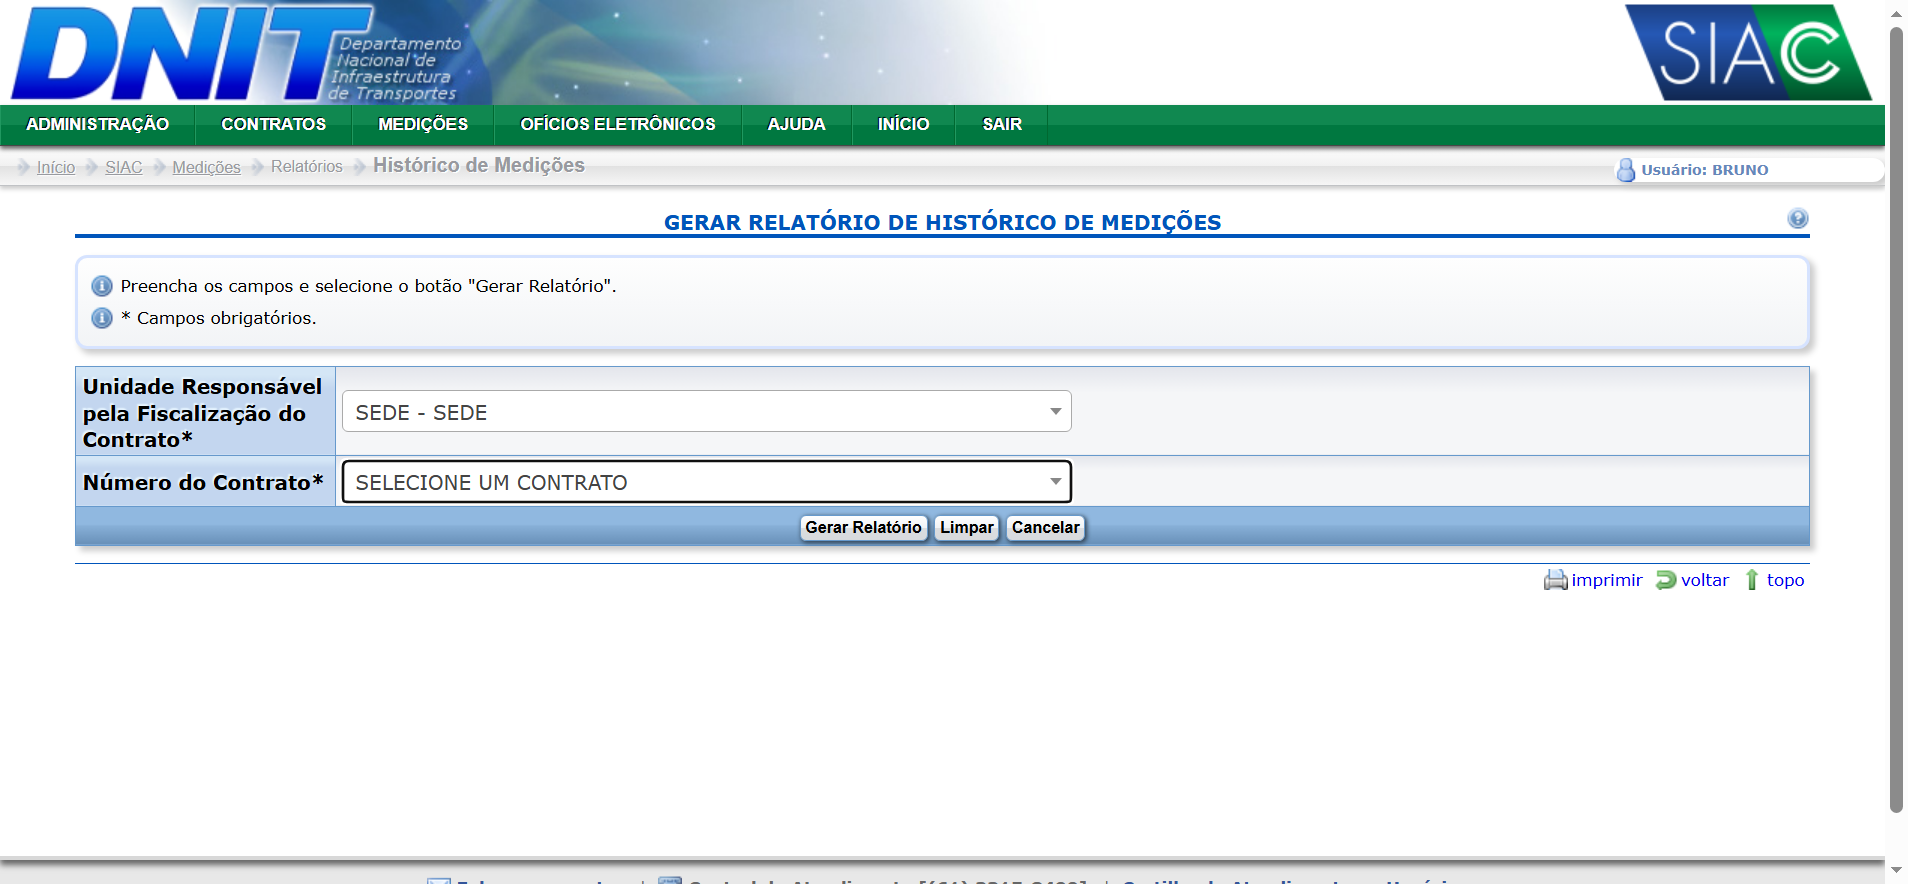 DNIT
Departamento
Nacional de
Infraestrutura
de Transportes
SIAC
ADMINISTRAÇÃO CONTRATOS MEDIÇÕES OFÍCIOS ELETRÔNICOS AJUDA INÍCIO SAIR
Início SIAC Medições Relatórios Histórico de Medições
Usuário: BRUNO
GERAR RELATÓRIO DE HISTÓRICO DE MEDIÇÕES
Preencha os campos e selecione o botão "Gerar Relatório".
* Campos obrigatórios.
Unidade Responsável
pela Fiscalização do
Contrato*
SEDE - SEDE
Número do Contrato*
SELECIONE UM CONTRATO
Gerar Relatório Limpar Cancelar
imprimir voltar topo